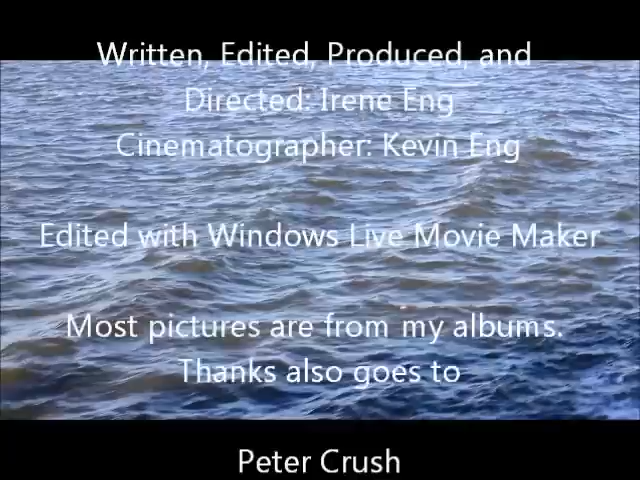 Written, Edited, Produced, and
Directed: Irene Eng
Cinematographer: Kevin Eng
Edited with Windows Live Movie Maker
Most pictures are from my albums.
Thanks also goes to
Peter Crush